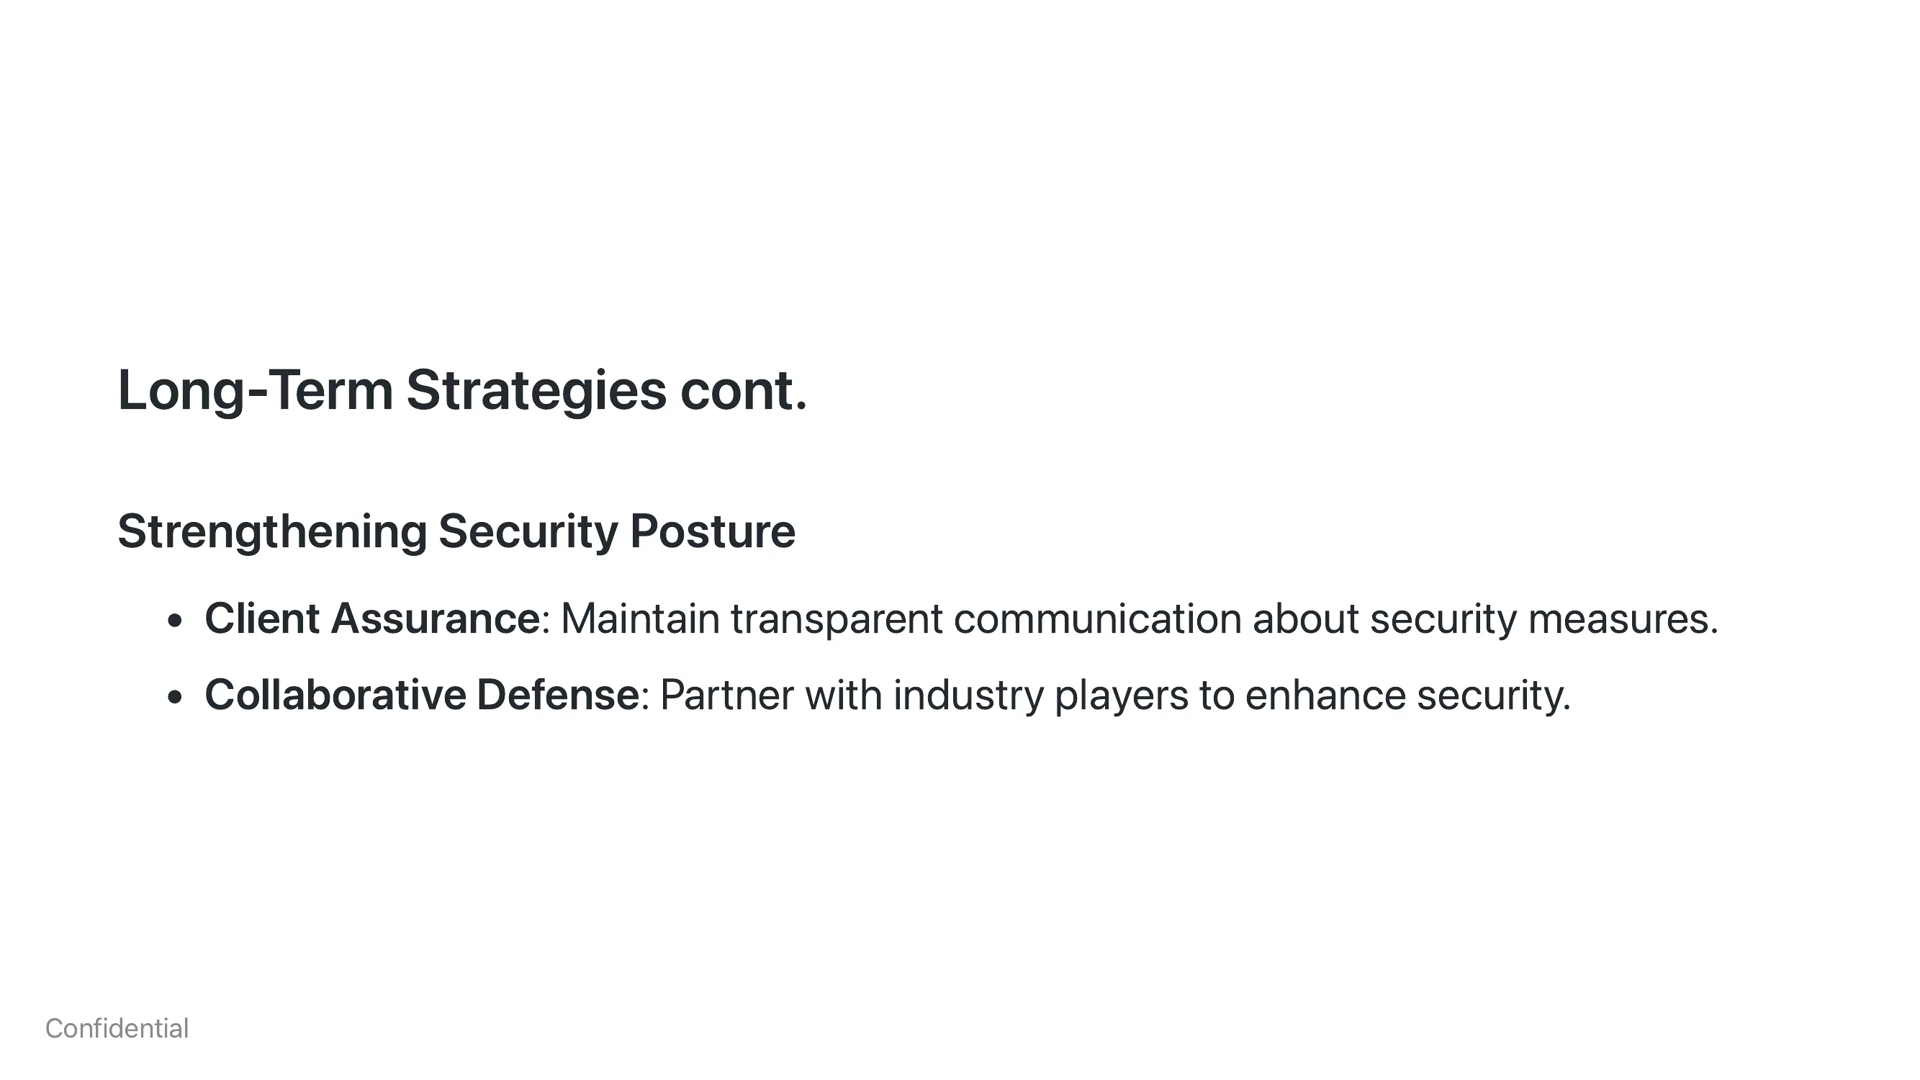 Long-Term Strategies cont.
Strengthening Security Posture
• Client Assurance: Maintain transparent communication about security measures.
• Collaborative Defense: Partner with industry players to enhance security.
Confidential